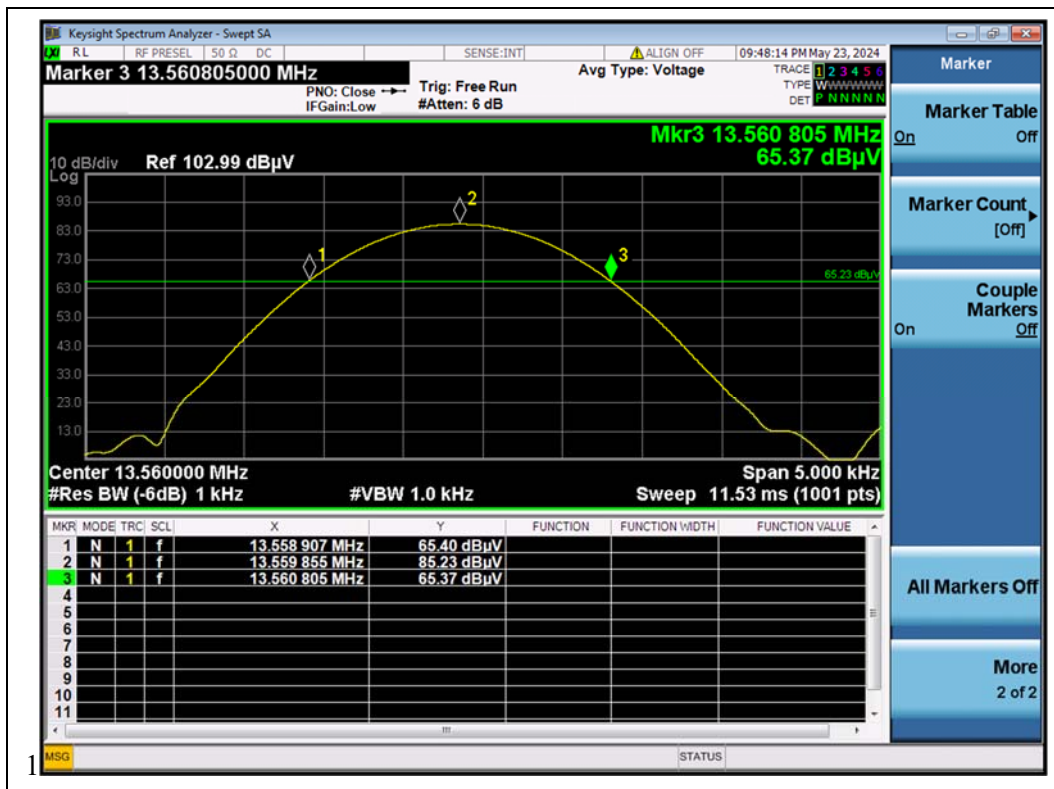 Keysight Spectrum Analyzer - Swept SA
LXI RL RF PRESEL 50 Ω DC SENSE:INT ALIGN OFF 09:48:14 PM May 23, 2024
Marker 3 13.560805000 MHz
PNO: Close
IFGain:Low
Trig: Free Run
#Atten: 6 dB
Avg Type: Voltage
TRACE 1 2 3 4 5 6
TYPE WWWWWW
DET P N N N N N
Mkr3 13.560 805 MHz
65.37 dBµV
10 dB/div Ref 102.99 dBµV
Log
93.0
83.0
73.0
63.0
53.0
43.0
33.0
23.0
13.0
1
2
3
65.23 dBµV
Center 13.560000 MHz Span 5.000 kHz
#Res BW (-6dB) 1 kHz #VBW 1.0 kHz Sweep 11.53 ms (1001 pts)
MKR MODE TRC SCL X Y FUNCTION FUNCTION WIDTH FUNCTION VALUE
1 N 1 f 13.558 907 MHz 65.40 dBµV
2 N 1 f 13.559 855 MHz 85.23 dBµV
3 N 1 f 13.560 805 MHz 65.37 dBµV
4
5
6
7
8
9
10
11
MSG STATUS
Marker
Marker Table
On Off
Marker Count
[Off]
Couple
Markers
On Off
All Markers Off
More
2 of 2
1